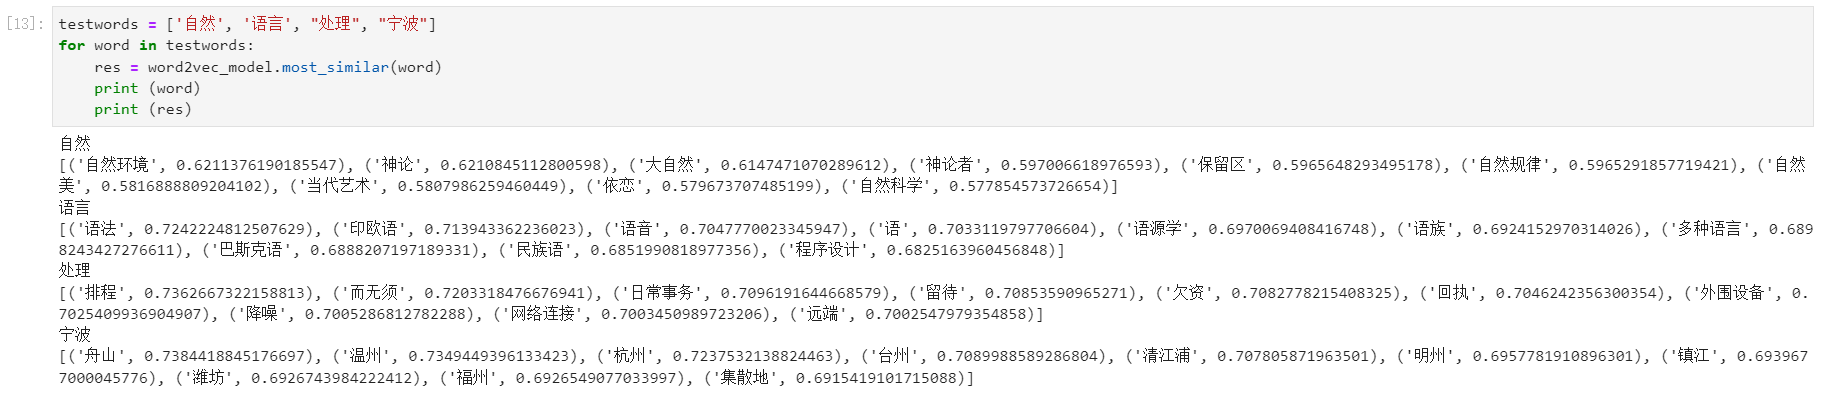 [13]:
testwords = ['自然', '语言', "处理", "宁波"]
for word in testwords:
    res = word2vec_model.most_similar(word)
    print (word)
    print (res)
自然
[('自然环境', 0.6211376190185547), ('神论', 0.6210845112800598), ('大自然', 0.6147471070289612), ('神论者', 0.597006618976593), ('保留区', 0.5965648293495178), ('自然规律', 0.5965291857719421), ('自然
美', 0.5816888809204102), ('当代艺术', 0.5807986259460449), ('依恋', 0.579673707485199), ('自然科学', 0.577854573726654)]
语言
[('语法', 0.7242224812507629), ('印欧语', 0.713943362236023), ('语音', 0.7047770023345947), ('语', 0.7033119797706604), ('语源学', 0.6970069408416748), ('语族', 0.6924152970314026), ('多种语言', 0.689
8243427276611), ('巴斯克语', 0.6888207197189331), ('民族语', 0.6851990818977356), ('程序设计', 0.6825163960456848)]
处理
[('排程', 0.7362667322158813), ('而无须', 0.7203318476676941), ('日常事务', 0.7096191644668579), ('留待', 0.70853590965271), ('欠资', 0.7082778215408325), ('回执', 0.7046242356300354), ('外围设备', 0.
7025409936904907), ('降噪', 0.7005286812782288), ('网络连接', 0.7003450989723206), ('远端', 0.7002547979354858)]
宁波
[('舟山', 0.7384418845176697), ('温州', 0.7349449396133423), ('杭州', 0.7237532138824463), ('台州', 0.7089988589286804), ('清江浦', 0.707805871963501), ('明州', 0.6957781910896301), ('镇江', 0.693967
7000045776), ('潍坊', 0.6926743984222412), ('福州', 0.6926549077033997), ('集散地', 0.6915419101715088)]